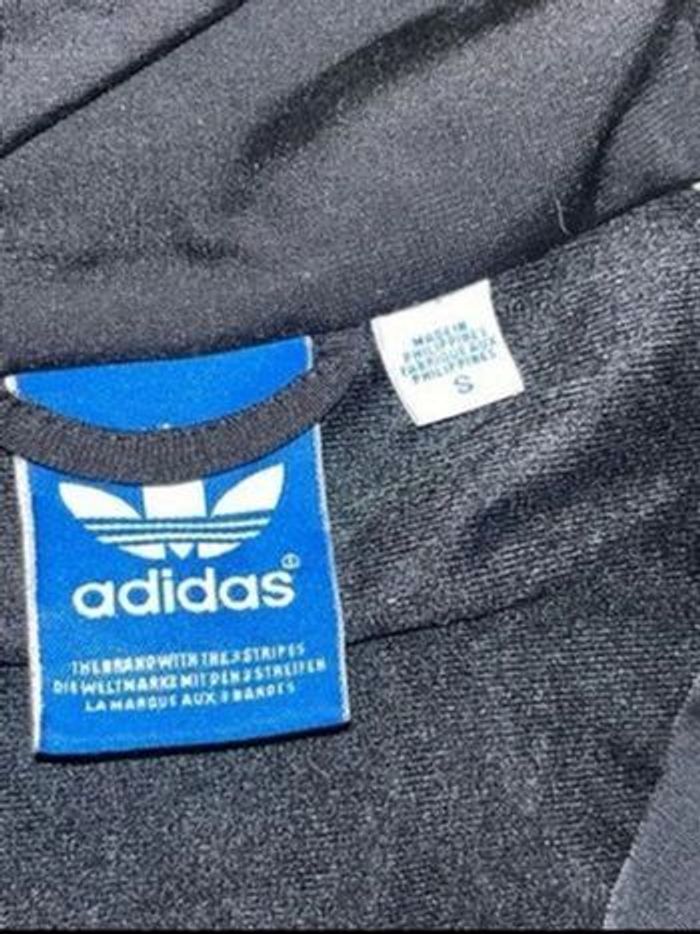 adidas
THE BRAND WITH THE 3 STRIPES
DIE WELTMARKE MIT DEN 3 STREIFEN
LA MARQUE AUX 3 BANDES
MADE IN
PHILIPPINES
FABRIQUE AUX
PHILIPPINES
S